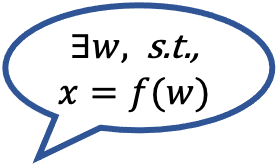 ∃w, s.t.,
x = f(w)